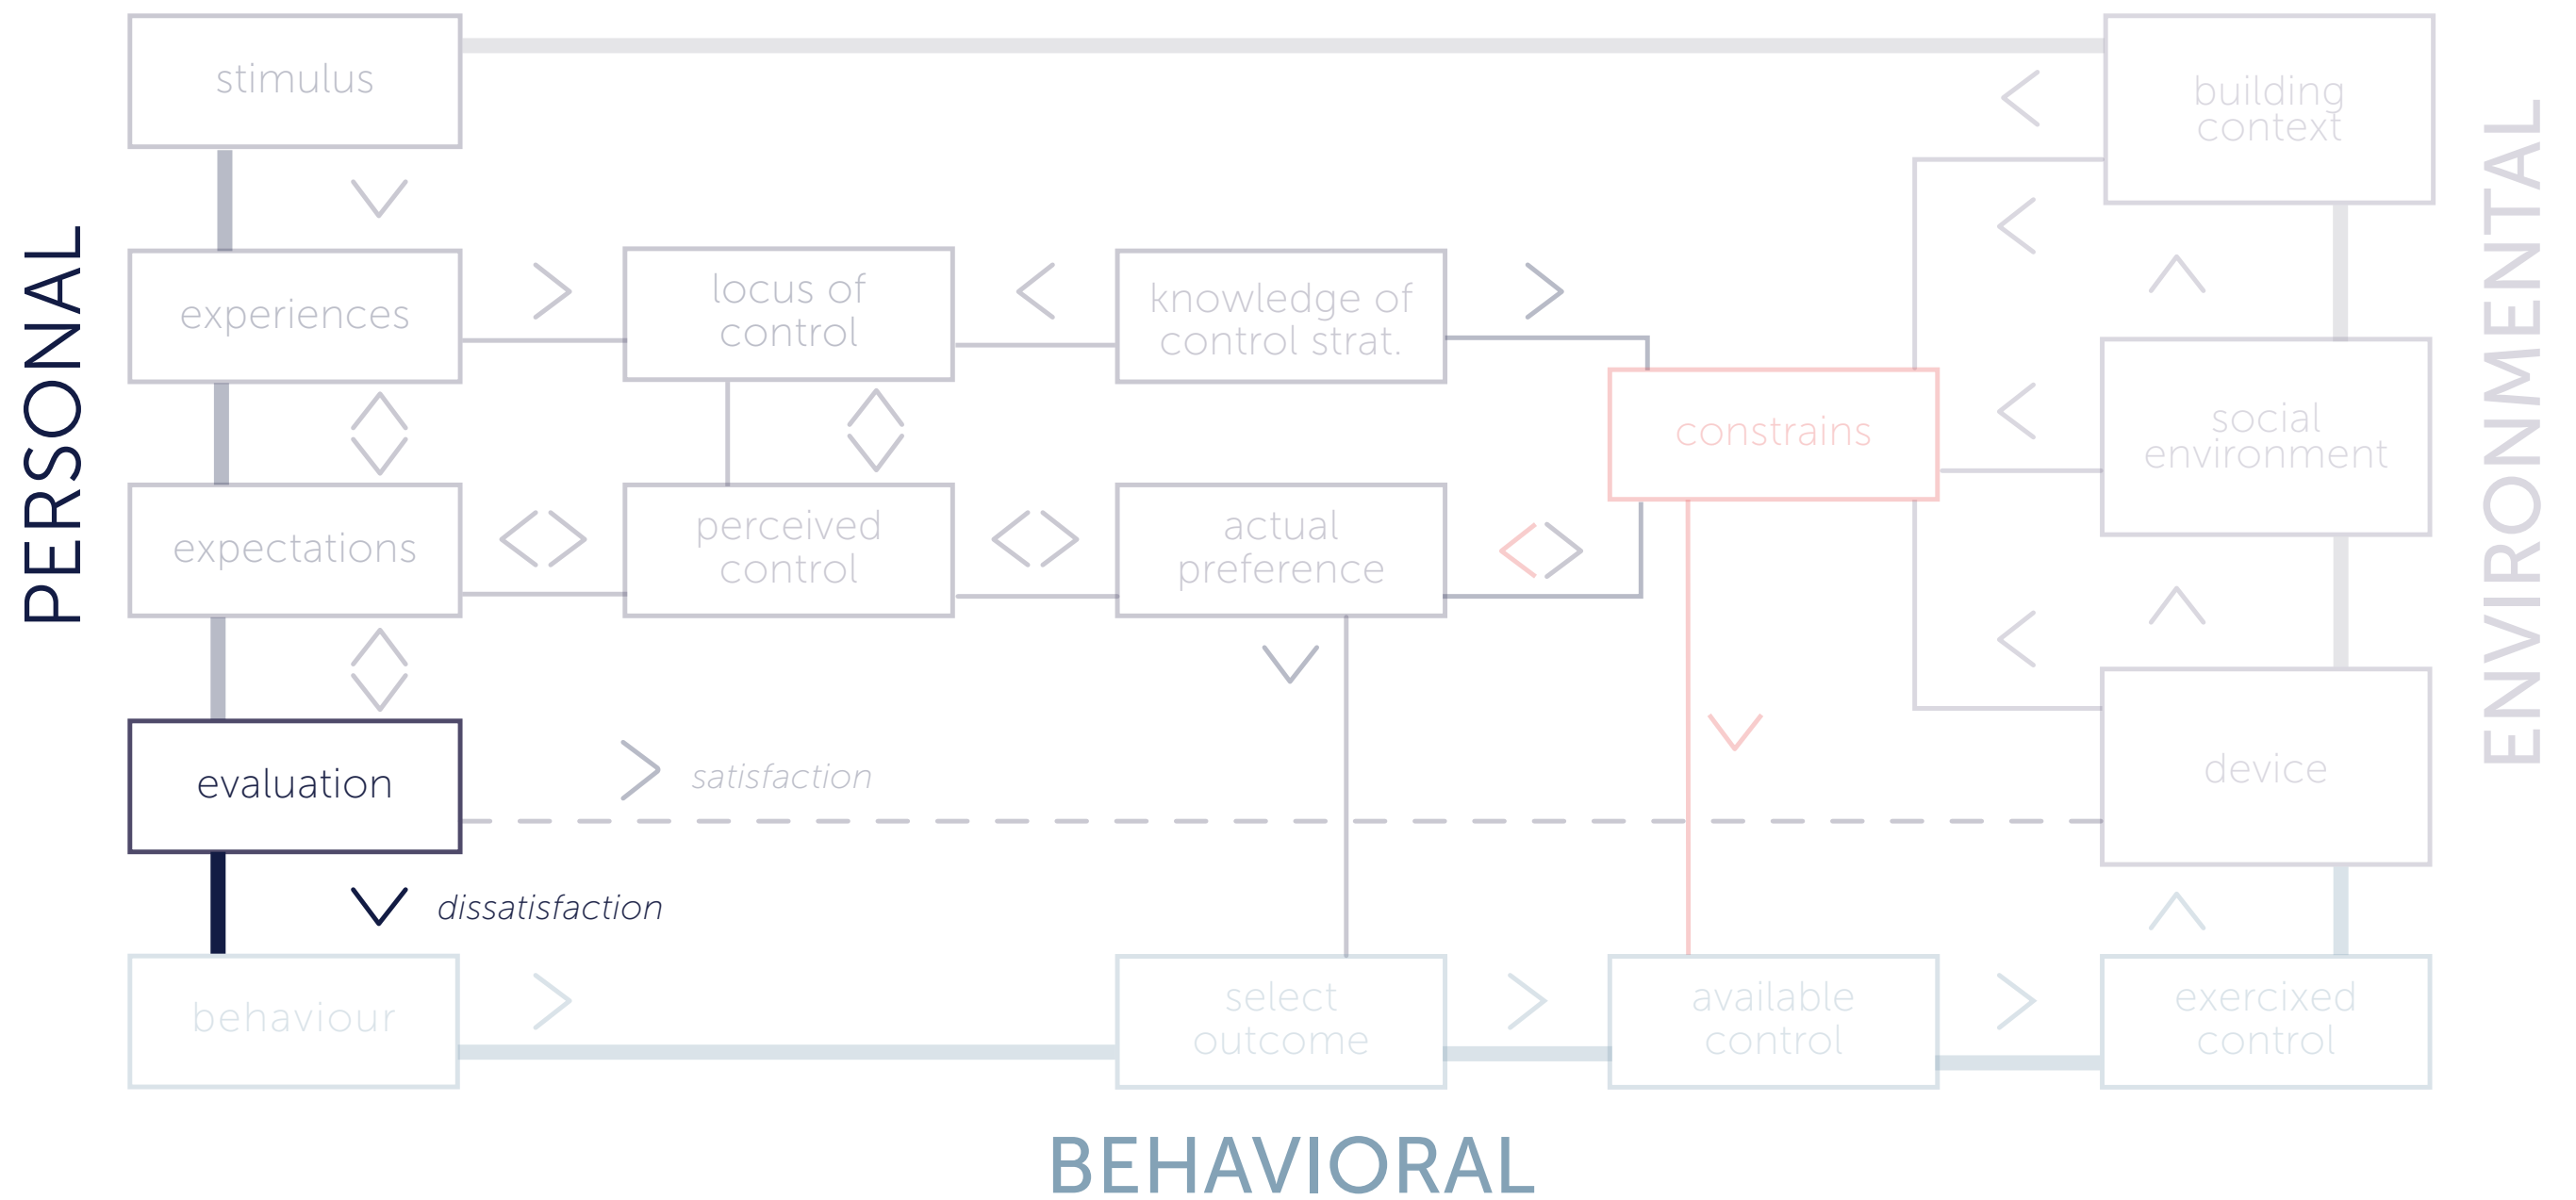 stimulus
building
context
PERSONAL
ENVIRONMENTAL
experiences
locus of
control
knowledge of
control strat.
constrains
social
environment
expectations
perceived
control
actual
preference
evaluation
satisfaction
device
dissatisfaction
behaviour
select
outcome
available
control
exercixed
control
BEHAVIORAL